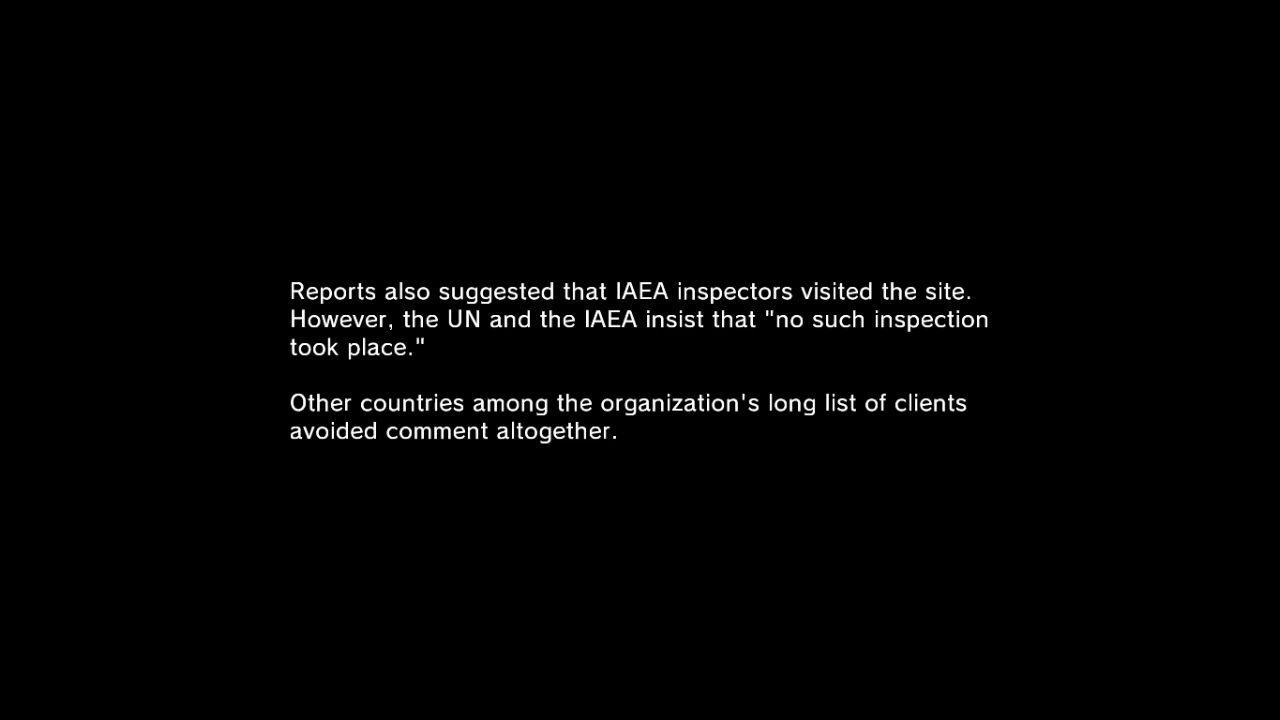 Reports also suggested that IAEA inspectors visited the site.
However, the UN and the IAEA insist that "no such inspection
took place."
Other countries among the organization's long list of clients
avoided comment altogether.